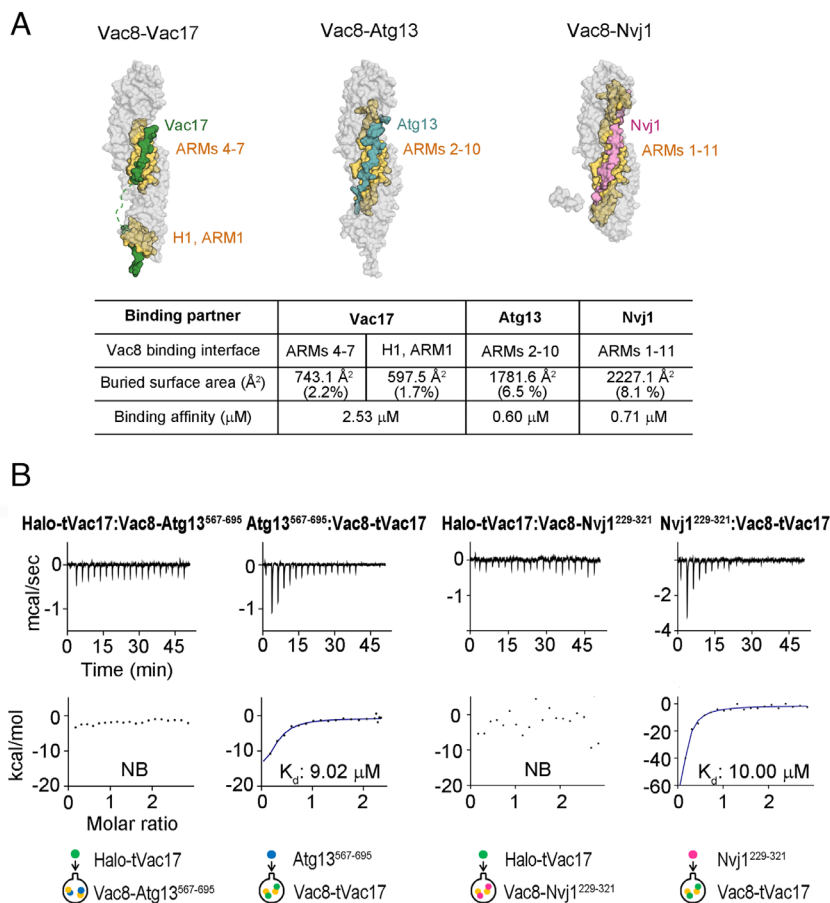 A
Vac8-Vac17
Vac8-Atg13
Vac8-Nvj1
Vac17
ARMs 4-7
H1, ARM1
Atg13
ARMs 2-10
Nvj1
ARMs 1-11
Binding partner Vac17 Atg13 Nvj1
Vac8 binding interface ARMs 4-7 H1, ARM1 ARMs 2-10 ARMs 1-11
Buried surface area (Å²) 743.1 Å² (2.2%) 597.5 Å² (1.7%) 1781.6 Å² (6.5 %) 2227.1 Å² (8.1 %)
Binding affinity (μM) 2.53 μM 0.60 μM 0.71 μM
B
Halo-tVac17:Vac8-Atg13⁵⁶⁷⁻⁶⁹⁵ Atg13⁵⁶⁷⁻⁶⁹⁵:Vac8-tVac17 Halo-tVac17:Vac8-Nvj1²²⁹⁻³²¹ Nvj1²²⁹⁻³²¹:Vac8-tVac17
mcal/sec
0
-1
0
-1
0
-1
0
-2
-4
0 15 30 45 0 15 30 45 0 15 30 45 0 15 30 45
Time (min)
kcal/mol
0
-10
-20
NB
0
-10
-20
Kd: 9.02 μM
0
-10
-20
NB
0
-20
-40
-60
Kd: 10.00 μM
0 1 2 0 1 2 0 1 2 0 1 2
Molar ratio
Halo-tVac17 Atg13⁵⁶⁷⁻⁶⁹⁵ Halo-tVac17 Nvj1²²⁹⁻³²¹
Vac8-Atg13⁵⁶⁷⁻⁶⁹⁵ Vac8-tVac17 Vac8-Nvj1²²⁹⁻³²¹ Vac8-tVac17